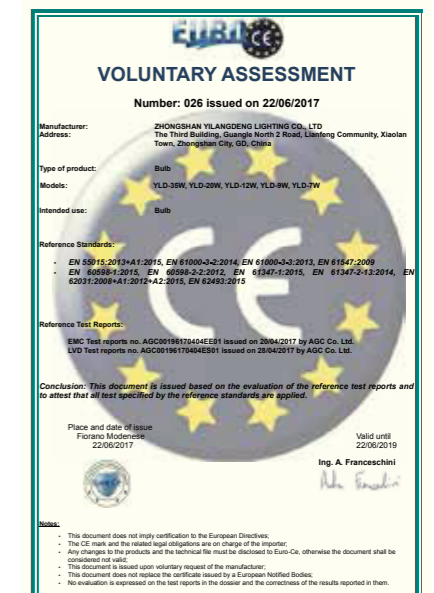 EURO CE
VOLUNTARY ASSESSMENT
Number: 026 issued on 22/06/2017
Manufacturer: ZHONGSHAN YILANGDENG LIGHTING CO., LTD
Address: The Third Building, Guangle North 2 Road, Lianfeng Community, Xiaolan
Town, Zhongshan City, GD, China
Type of product: Bulb
Models: YLD-35W, YLD-20W, YLD-12W, YLD-9W, YLD-7W
Intended use: Bulb
Reference Standards:
- EN 55015:2013+A1:2015, EN 61000-3-2:2014, EN 61000-3-3:2013, EN 61547:2009
- EN 60598-1:2015, EN 60598-2-2:2012, EN 61347-1:2015, EN 61347-2-13:2014, EN
62031:2008+A1:2012+A2:2015, EN 62493:2015
Reference Test Reports:
EMC Test reports no. AGC00196170404EE01 issued on 20/04/2017 by AGC Co. Ltd.
LVD Test reports no. AGC00196170404ES01 issued on 28/04/2017 by AGC Co. Ltd.
Conclusion: This document is issued based on the evaluation of the reference test reports and
to attest that all test specified by the reference standards are applied.
Place and date of issue
Fiorano Modenese
22/06/2017
Valid until
22/06/2019
Ing. A. Franceschini
Notes:
- This document does not imply certification to the European Directives;
- The CE mark and the related legal obligations are on charge of the importer;
- Any changes to the products and the technical file must be disclosed to Euro-Ce, otherwise the document shall be
considered not valid;
- This document is issued upon voluntary request of the manufacturer;
- This document does not replace the certificate issued by a European Notified Bodies;
- No evaluation is expressed on the test reports in the dossier and the correctness of the results reported in them.